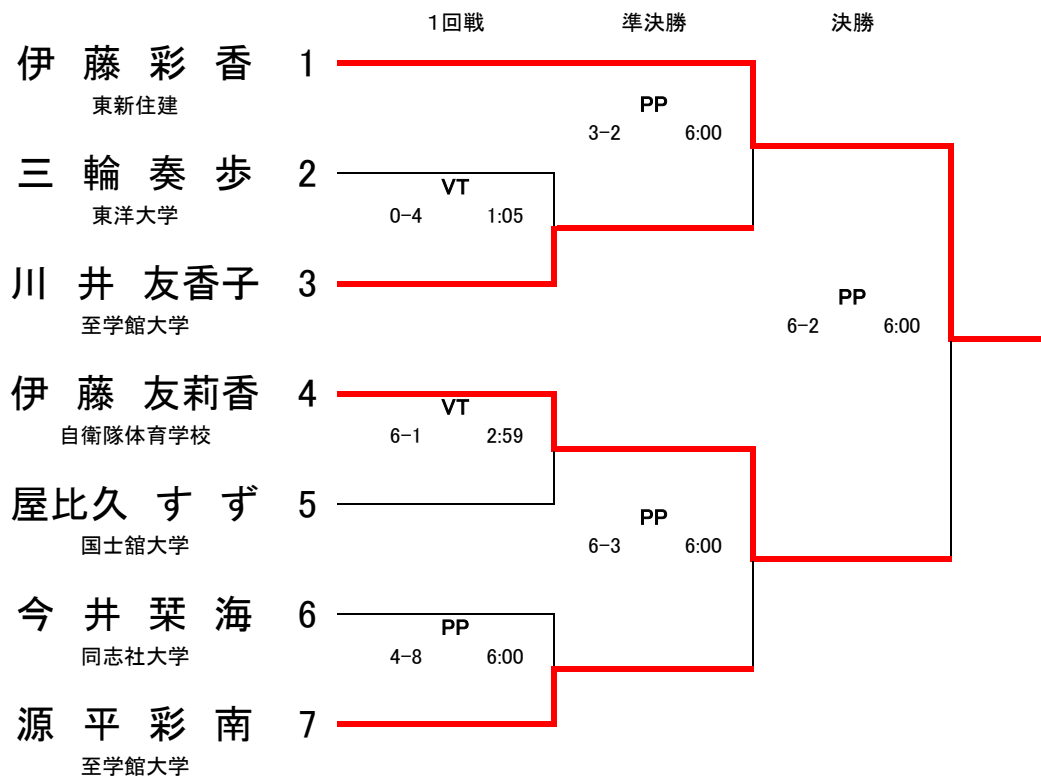 1回戦 準決勝 決勝
伊藤彩香 1
東新住建
PP
3-2 6:00
三輪奏歩 2
東洋大学
VT
0-4 1:05
川井友香子 3
至学館大学
PP
6-2 6:00
伊藤友莉香 4
自衛隊体育学校
VT
6-1 2:59
屋比久すず 5
国士舘大学
PP
6-3 6:00
今井栞海 6
同志社大学
PP
4-8 6:00
源平彩南 7
至学館大学